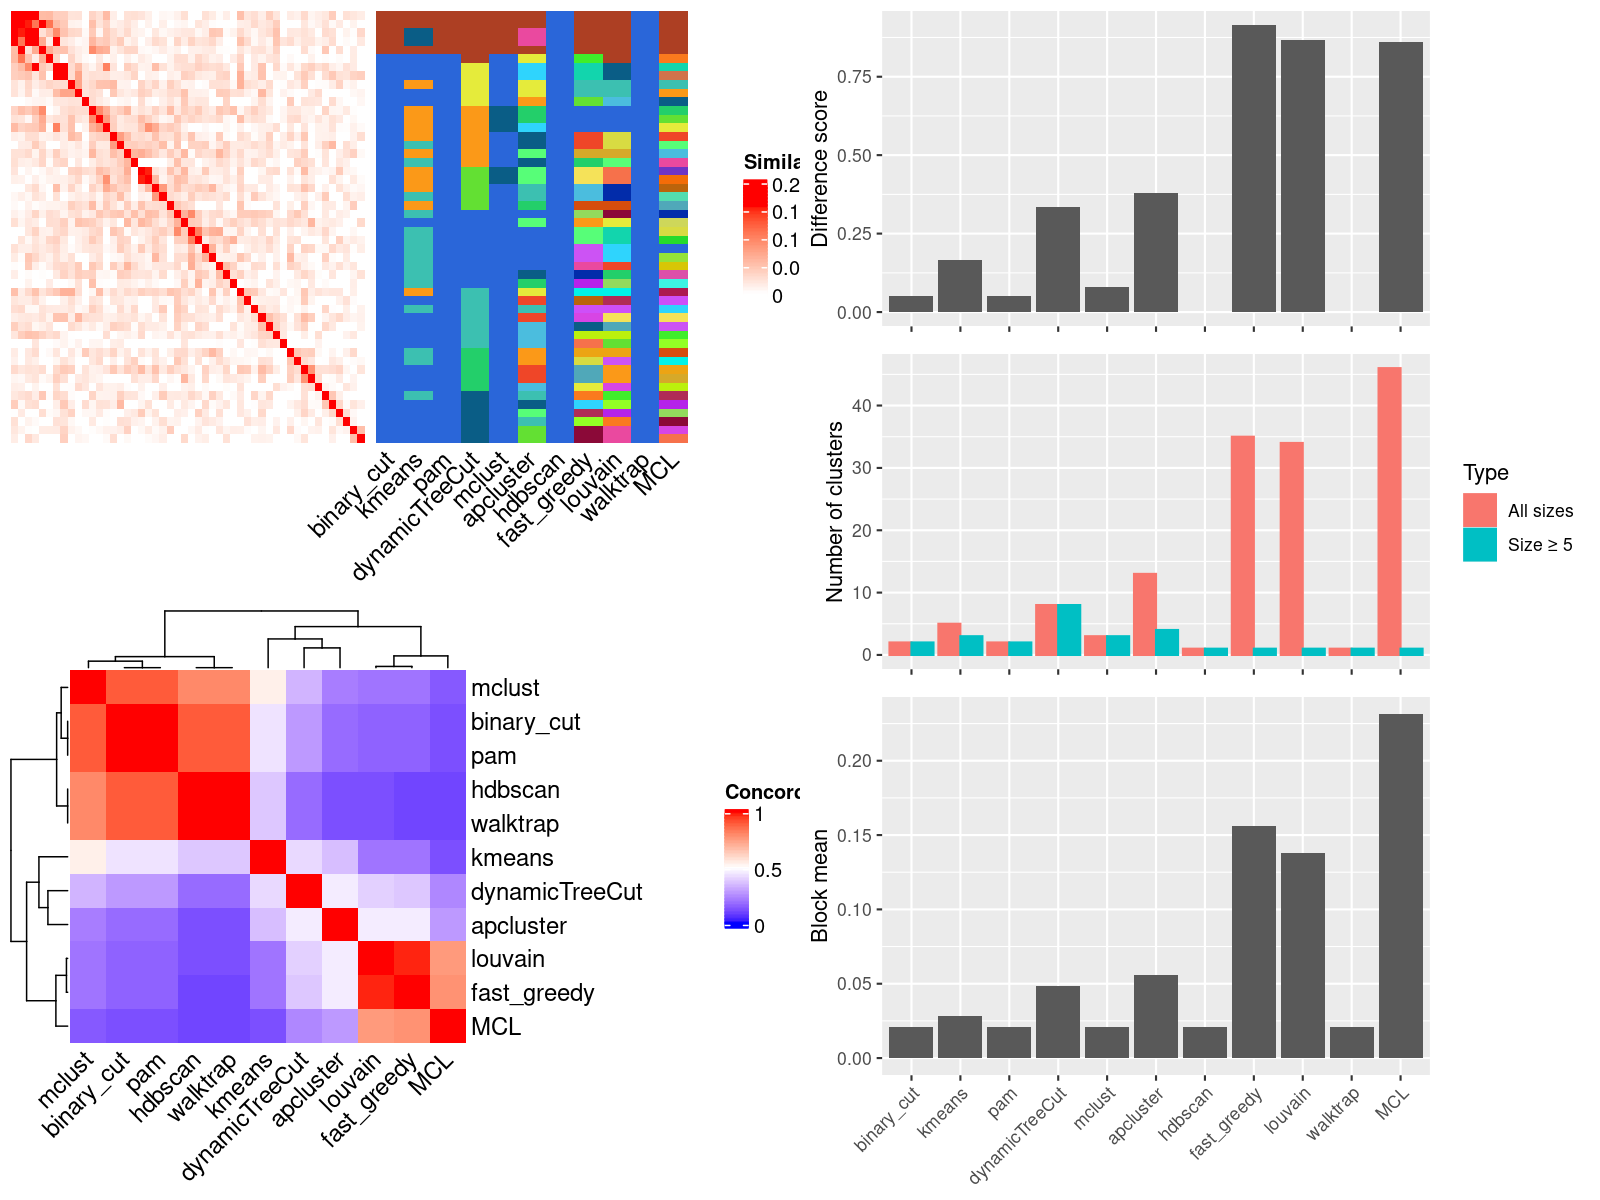 Simila
0.2
0.1
0.1
0.0
0
binary_cut
kmeans
pam
dynamicTreeCut
mclust
apcluster
hdbscan
fast_greedy
louvain
walktrap
MCL
Difference score
0.75
0.50
0.25
0.00
Number of clusters
40
30
20
10
0
Type
All sizes
Size ≥ 5
mclust
binary_cut
pam
hdbscan
walktrap
kmeans
dynamicTreeCut
apcluster
louvain
fast_greedy
MCL
mclust
binary_cut
pam
hdbscan
walktrap
kmeans
dynamicTreeCut
apcluster
louvain
fast_greedy
MCL
Concord
1
0.5
0
Block mean
0.20
0.15
0.10
0.05
0.00
binary_cut
kmeans
pam
dynamicTreeCut
mclust
apcluster
hdbscan
fast_greedy
louvain
walktrap
MCL